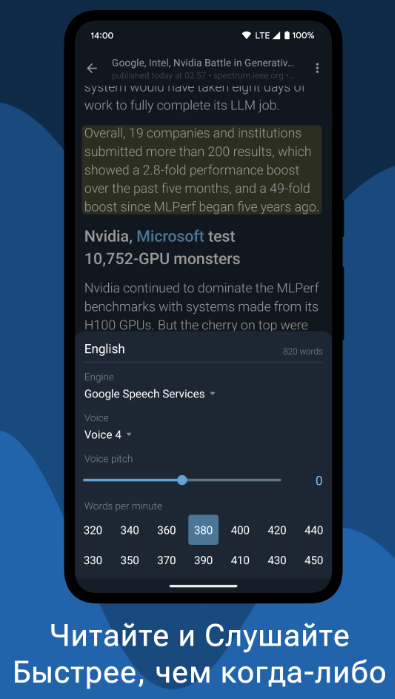 14:00 LTE 100%
Google, Intel, Nvidia Battle in Generativ...
published today at 02:57 • spectrum.ieee.org •..
system would have taken eight days of
work to fully complete its LLM job.
Overall, 19 companies and institutions
submitted more than 200 results, which
showed a 2.8-fold performance boost
over the past five months, and a 49-fold
boost since MLPerf began five years ago.
Nvidia, Microsoft test
10,752-GPU monsters
Nvidia continued to dominate the MLPerf
benchmarks with systems made from its
H100 GPUs. But the cherry on top were
English 820 words
Engine
Google Speech Services
Voice
Voice 4
Voice pitch
0
Words per minute
320 340 360 380 400 420 440
330 350 370 390 410 430 450
Читайте и Слушайте
Быстрее, чем когда-либо